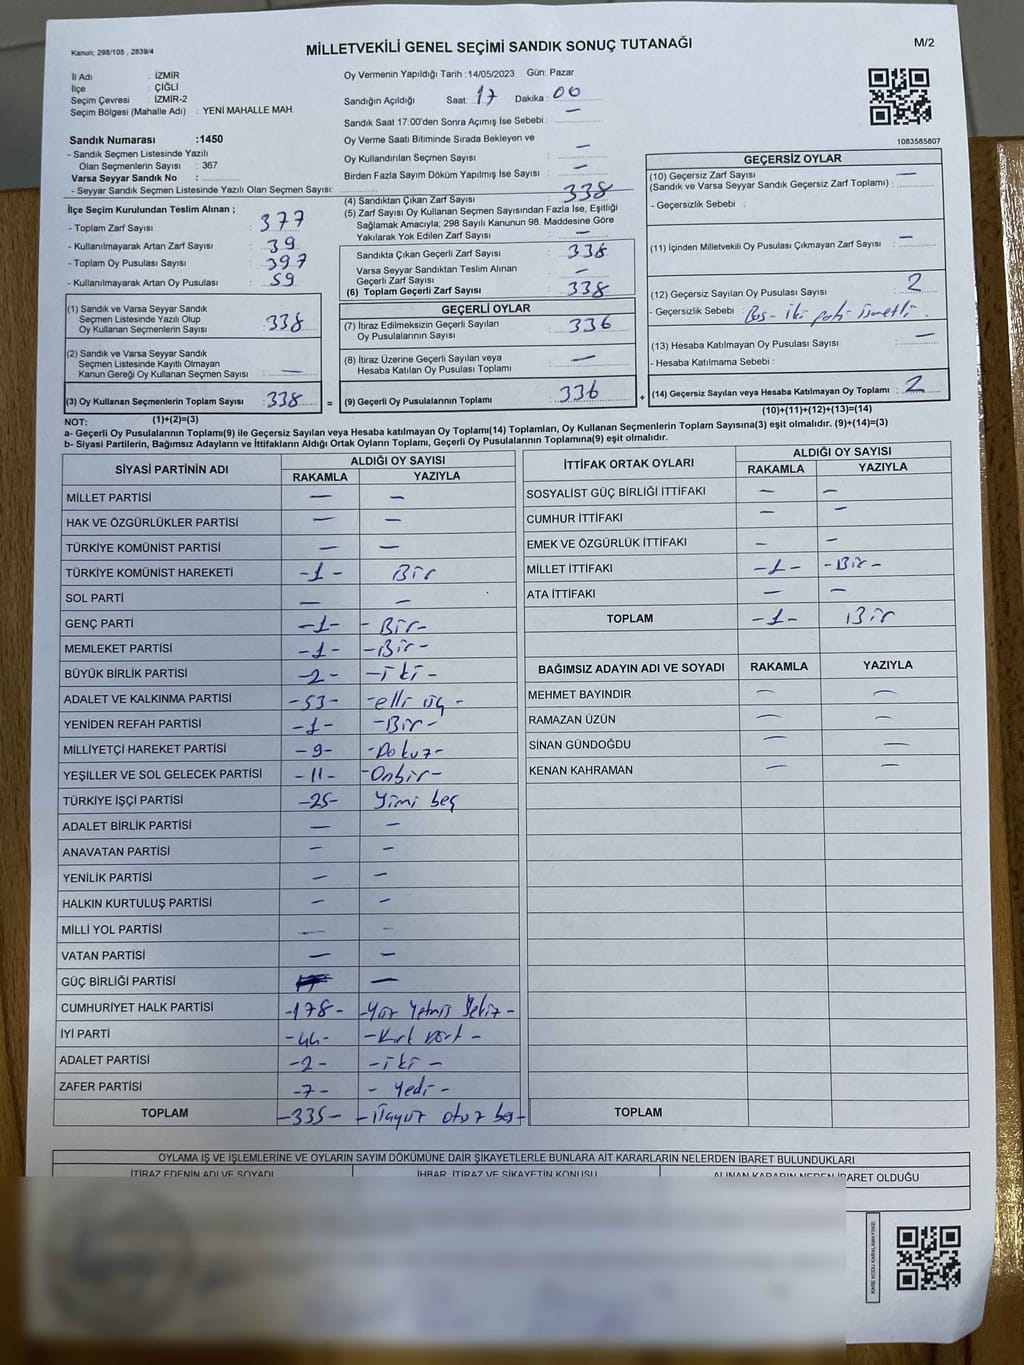 Kanun: 298/105 , 2839/4
MİLLETVEKİLİ GENEL SEÇİMİ SANDIK SONUÇ TUTANAĞI
M/2
İl Adı : İZMİR
İlçe : ÇİĞLİ
Seçim Çevresi : İZMİR-2
Seçim Bölgesi (Mahalle Adı) : YENİ MAHALLE MAH.
Sandık Numarası :1450
- Sandık Seçmen Listesinde Yazılı
Olan Seçmenlerin Sayısı : 367
Varsa Seyyar Sandık No :
- Seyyar Sandık Seçmen Listesinde Yazılı Olan Seçmen Sayısı:
Oy Vermenin Yapıldığı Tarih :14/05/2023 Gün: Pazar
Sandığın Açıldığı Saat: 17 Dakika : 00
Sandık Saat 17:00'den Sonra Açımış İse Sebebi : —
Oy Verme Saati Bitiminde Sırada Bekleyen ve
Oy Kullandırılan Seçmen Sayısı : —
Birden Fazla Sayım Döküm Yapılmış İse Sayısı : —
1083585807
İlçe Seçim Kurulundan Teslim Alınan ;
- Toplam Zarf Sayısı : 377
- Kullanılmayarak Artan Zarf Sayısı : 39
- Toplam Oy Pusulası Sayısı : 397
- Kullanılmayarak Artan Oy Pusulası : 59
(4) Sandıktan Çıkan Zarf Sayısı : 338
(5) Zarf Sayısı Oy Kullanan Seçmen Sayısından Fazla İse, Eşitliği
Sağlamak Amacıyla, 298 Sayılı Kanunun 98. Maddesine Göre
Yakılarak Yok Edilen Zarf Sayısı : —
Sandıkta Çıkan Geçerli Zarf Sayısı : 338
Varsa Seyyar Sandıktan Teslim Alınan
Geçerli Zarf Sayısı : —
(6) Toplam Geçerli Zarf Sayısı : 338
GEÇERSİZ OYLAR
(10) Geçersiz Zarf Sayısı
(Sandık ve Varsa Seyyar Sandık Geçersiz Zarf Toplamı) : —
- Geçersizlik Sebebi :
(11) İçinden Milletvekili Oy Pusulası Çıkmayan Zarf Sayısı : —
(12) Geçersiz Sayılan Oy Pusulası Sayısı : 2
- Geçersizlik Sebebi : Boş - iki parti işaretli .
(13) Hesaba Katılmayan Oy Pusulası Sayısı : —
- Hesaba Katılmama Sebebi :
(14) Geçersiz Sayılan veya Hesaba Katılmayan Oy Toplamı : 2
(10)+(11)+(12)+(13)=(14)
(1) Sandık ve Varsa Seyyar Sandık
Seçmen Listesinde Yazılı Olup
Oy Kullanan Seçmenlerin Sayısı : 338
(2) Sandık ve Varsa Seyyar Sandık
Seçmen Listesinde Kayıtlı Olmayan
Kanun Gereği Oy Kullanan Seçmen Sayısı : —
(3) Oy Kullanan Seçmenlerin Toplam Sayısı : 338 =
(1)+(2)=(3)
GEÇERLİ OYLAR
(7) İtiraz Edilmeksizin Geçerli Sayılan
Oy Pusulalarının Sayısı : 336
(8) İtiraz Üzerine Geçerli Sayılan veya
Hesaba Katılan Oy Pusulası Toplamı : —
(9) Geçerli Oy Pusulalarının Toplamı : 336 +
NOT:
a- Geçerli Oy Pusulalarının Toplamı(9) ile Geçersiz Sayılan veya Hesaba katılmayan Oy Toplamı(14) Toplamları, Oy Kullanan Seçmenlerin Toplam Sayısına(3) eşit olmalıdır. (9)+(14)=(3)
b- Siyasi Partilerin, Bağımsız Adayların ve İttifakların Aldığı Ortak Oyların Toplamı, Geçerli Oy Pusulalarının Toplamına(9) eşit olmalıdır.
SİYASİ PARTİNİN ADI ALDIĞI OY SAYISI
RAKAMLA YAZIYLA
MİLLET PARTİSİ — —
HAK VE ÖZGÜRLÜKLER PARTİSİ — —
TÜRKİYE KOMÜNİST PARTİSİ — —
TÜRKİYE KOMÜNİST HAREKETİ -1- Bir
SOL PARTİ — —
GENÇ PARTİ -1- - Bir-
MEMLEKET PARTİSİ -1- -Bir-
BÜYÜK BİRLİK PARTİSİ -2- -iki-
ADALET VE KALKINMA PARTİSİ -53- -elli üç -
YENİDEN REFAH PARTİSİ -1- -Bir-
MİLLİYETÇİ HAREKET PARTİSİ -9- -Dokuz-
YEŞİLLER VE SOL GELECEK PARTİSİ -11- -Onbir-
TÜRKİYE İŞÇİ PARTİSİ -25- Yimi beş
ADALET BİRLİK PARTİSİ — —
ANAVATAN PARTİSİ — —
YENİLİK PARTİSİ — —
HALKIN KURTULUŞ PARTİSİ — —
MİLLİ YOL PARTİSİ — —
VATAN PARTİSİ — —
GÜÇ BİRLİĞİ PARTİSİ —
CUMHURİYET HALK PARTİSİ -178- -Yüz Yetmiş Sekiz -
İYİ PARTİ -44- -Kırk Dört -
ADALET PARTİSİ -2- -iki -
ZAFER PARTİSİ -7- - Yedi -
TOPLAM -335- -Üçyüz otuz beş-
İTTİFAK ORTAK OYLARI ALDIĞI OY SAYISI
RAKAMLA YAZIYLA
SOSYALİST GÜÇ BİRLİĞİ İTTİFAKI — —
CUMHUR İTTİFAKI — —
EMEK VE ÖZGÜRLÜK İTTİFAKI — —
MİLLET İTTİFAKI -1- -Bir-
ATA İTTİFAKI — —
TOPLAM -1- Bir
BAĞIMSIZ ADAYIN ADI VE SOYADI RAKAMLA YAZIYLA
MEHMET BAYINDIR — —
RAMAZAN ÜZÜN — —
SİNAN GÜNDOĞDU — —
KENAN KAHRAMAN — —
TOPLAM
OYLAMA İŞ VE İŞLEMLERİNE VE OYLARIN SAYIM DÖKÜMÜNE DAİR ŞİKAYETLERLE BUNLARA AİT KARARLARIN NELERDEN İBARET BULUNDUKLARI
İTİRAZ EDENİN ADI VE SOYADI İHBAR, İTİRAZ VE ŞİKAYETİN KONUSU ALINAN KARARIN NEDEN İBARET OLDUĞU
KARE KODU KARALAMAYINIZ!